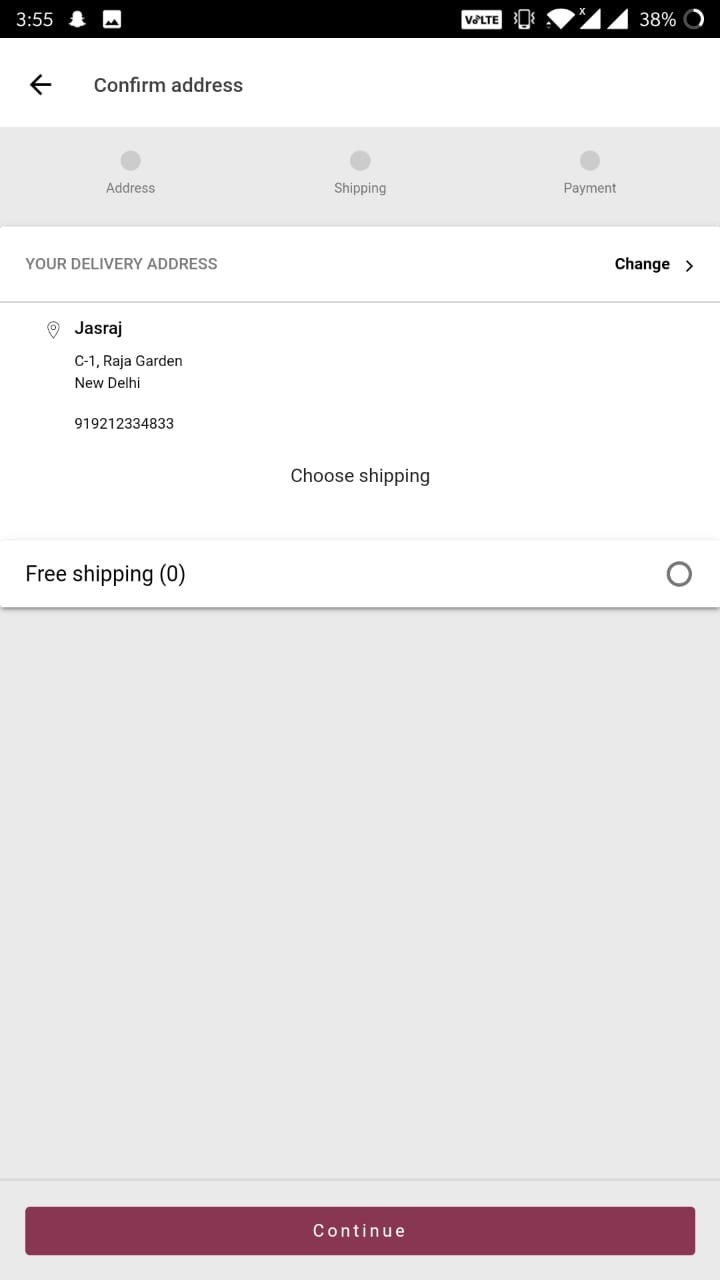 3:55 VoLTE x 38%
Confirm address
Address Shipping Payment
YOUR DELIVERY ADDRESS Change
Jasraj
C-1, Raja Garden
New Delhi
919212334833
Choose shipping
Free shipping (0)
Continue